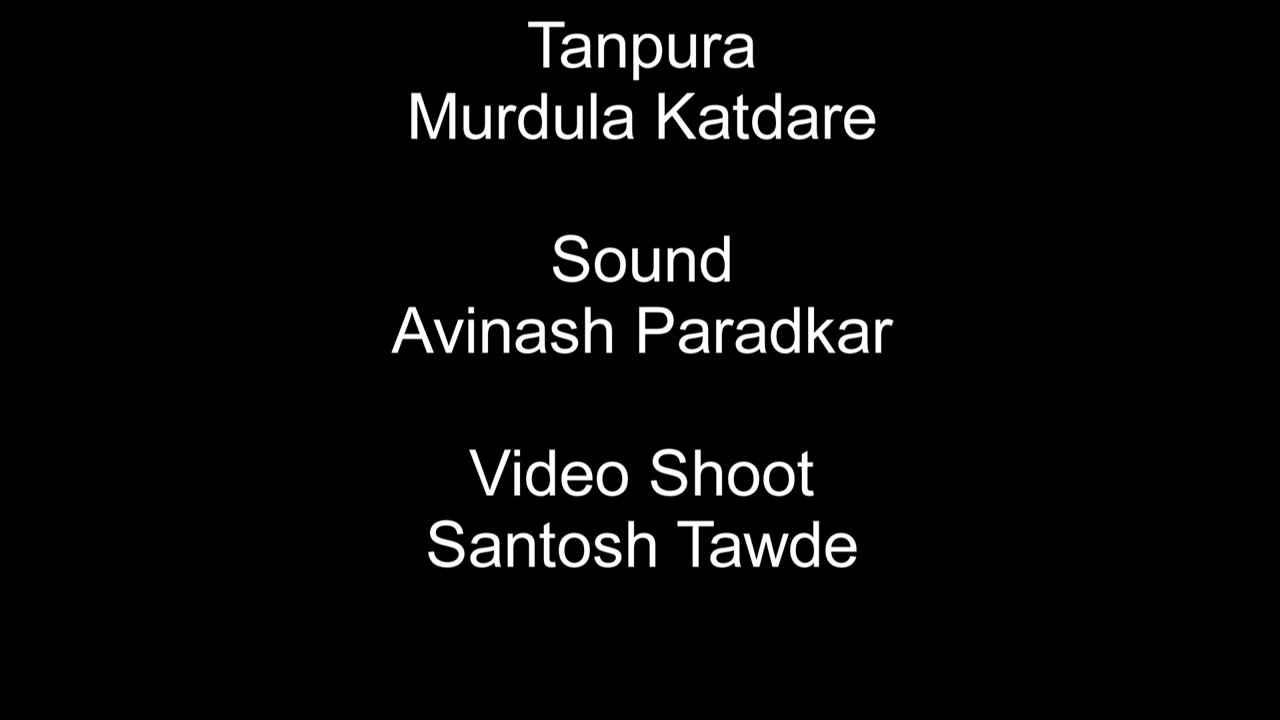 Tanpura
Murdula Katdare
Sound
Avinash Paradkar
Video Shoot
Santosh Tawde